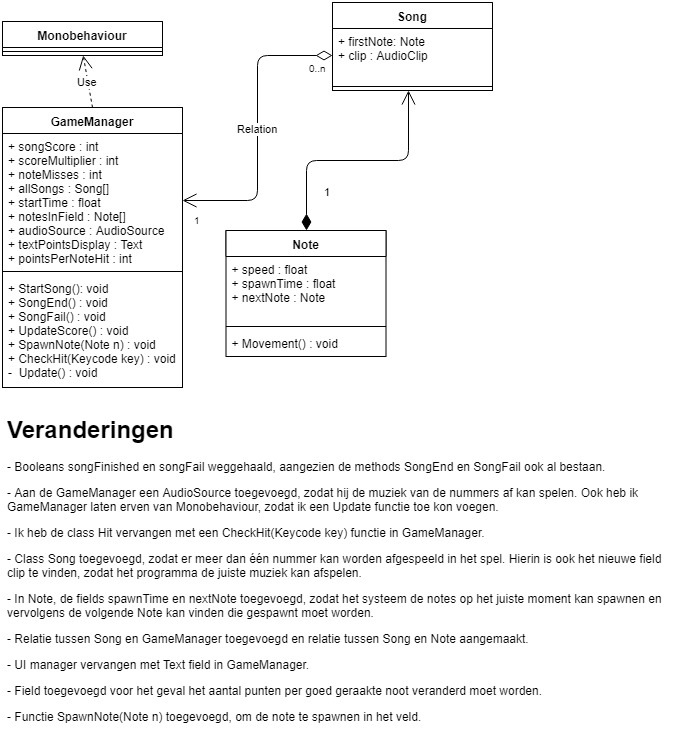 Monobehaviour
Use
GameManager
+ songScore : int
+ scoreMultiplier : int
+ noteMisses : int
+ allSongs : Song[]
+ startTime : float
+ notesInField : Note[]
+ audioSource : AudioSource
+ textPointsDisplay : Text
+ pointsPerNoteHit : int
+ StartSong(): void
+ SongEnd() : void
+ SongFail() : void
+ UpdateScore() : void
+ SpawnNote(Note n) : void
+ CheckHit(Keycode key) : void
- Update() : void
Song
+ firstNote: Note
+ clip : AudioClip
0..n
Relation
1
1
Note
+ speed : float
+ spawnTime : float
+ nextNote : Note
+ Movement() : void
Veranderingen
- Booleans songFinished en songFail weggehaald, aangezien de methods SongEnd en SongFail ook al bestaan.
- Aan de GameManager een AudioSource toegevoegd, zodat hij de muziek van de nummers af kan spelen. Ook heb ik
GameManager laten erven van Monobehaviour, zodat ik een Update functie toe kon voegen.
- Ik heb de class Hit vervangen met een CheckHit(Keycode key) functie in GameManager.
- Class Song toegevoegd, zodat er meer dan één nummer kan worden afgespeeld in het spel. Hierin is ook het nieuwe field
clip te vinden, zodat het programma de juiste muziek kan afspelen.
- In Note, de fields spawnTime en nextNote toegevoegd, zodat het systeem de notes op het juiste moment kan spawnen en
vervolgens de volgende Note kan vinden die gespawnt moet worden.
- Relatie tussen Song en GameManager toegevoegd en relatie tussen Song en Note aangemaakt.
- UI manager vervangen met Text field in GameManager.
- Field toegevoegd voor het geval het aantal punten per goed geraakte noot veranderd moet worden.
- Functie SpawnNote(Note n) toegevoegd, om de note te spawnen in het veld.